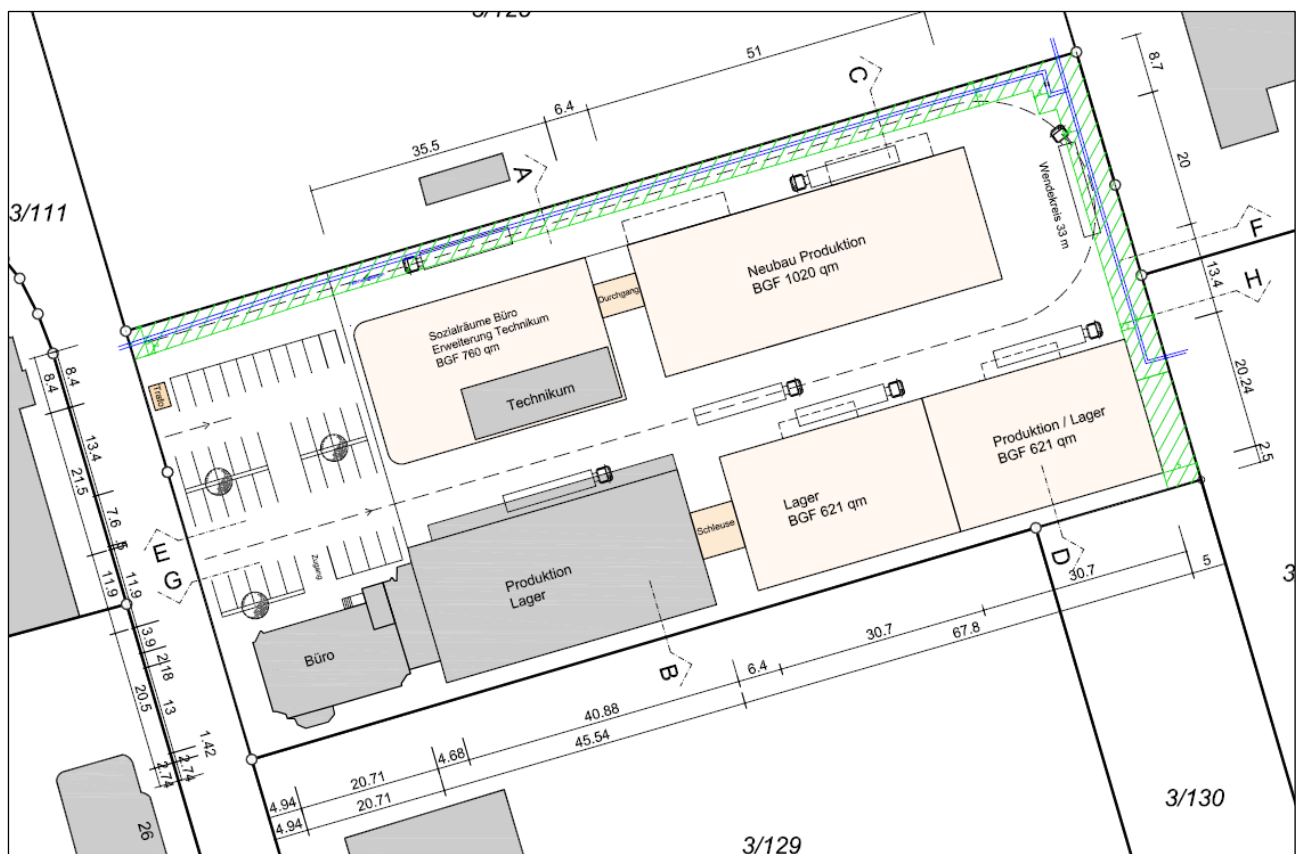 3/123
51
6.4
35.5
C
A
8.7
20
3/111
Wendekreis 33 m
F
H
Neubau Produktion
BGF 1020 qm
Durchgang
Sozialräume Büro
Erweiterung Technikum
BGF 760 qm
Technikum
13.4
20.24
2.5
8.4
8.4
Trafo
13.4
21.5
7.6
11.9
11.9
Produktion / Lager
BGF 621 qm
Lager
BGF 621 qm
Schleuse
E
G
Zugang
Produktion
Lager
Büro
D
B
30.7
5
3.9
2
18
20.5
13
1.42
2.74
2.74
30.7
67.8
6.4
40.88
45.54
4.68
20.71
4.94
20.71
4.94
26
3/129
3/130
3